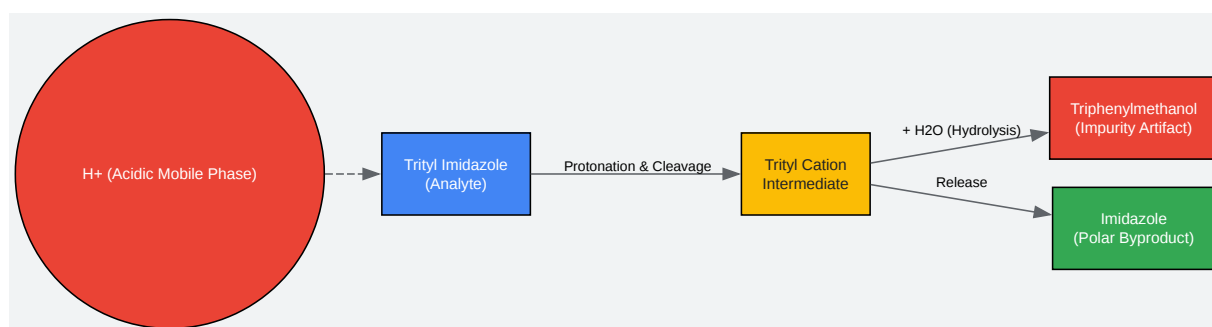 H+ (Acidic Mobile Phase)
Trityl Imidazole
(Analyte)
Protonation & Cleavage
Trityl Cation
Intermediate
+ H2O (Hydrolysis)
Release
Triphenylmethanol
(Impurity Artifact)
Imidazole
(Polar Byproduct)